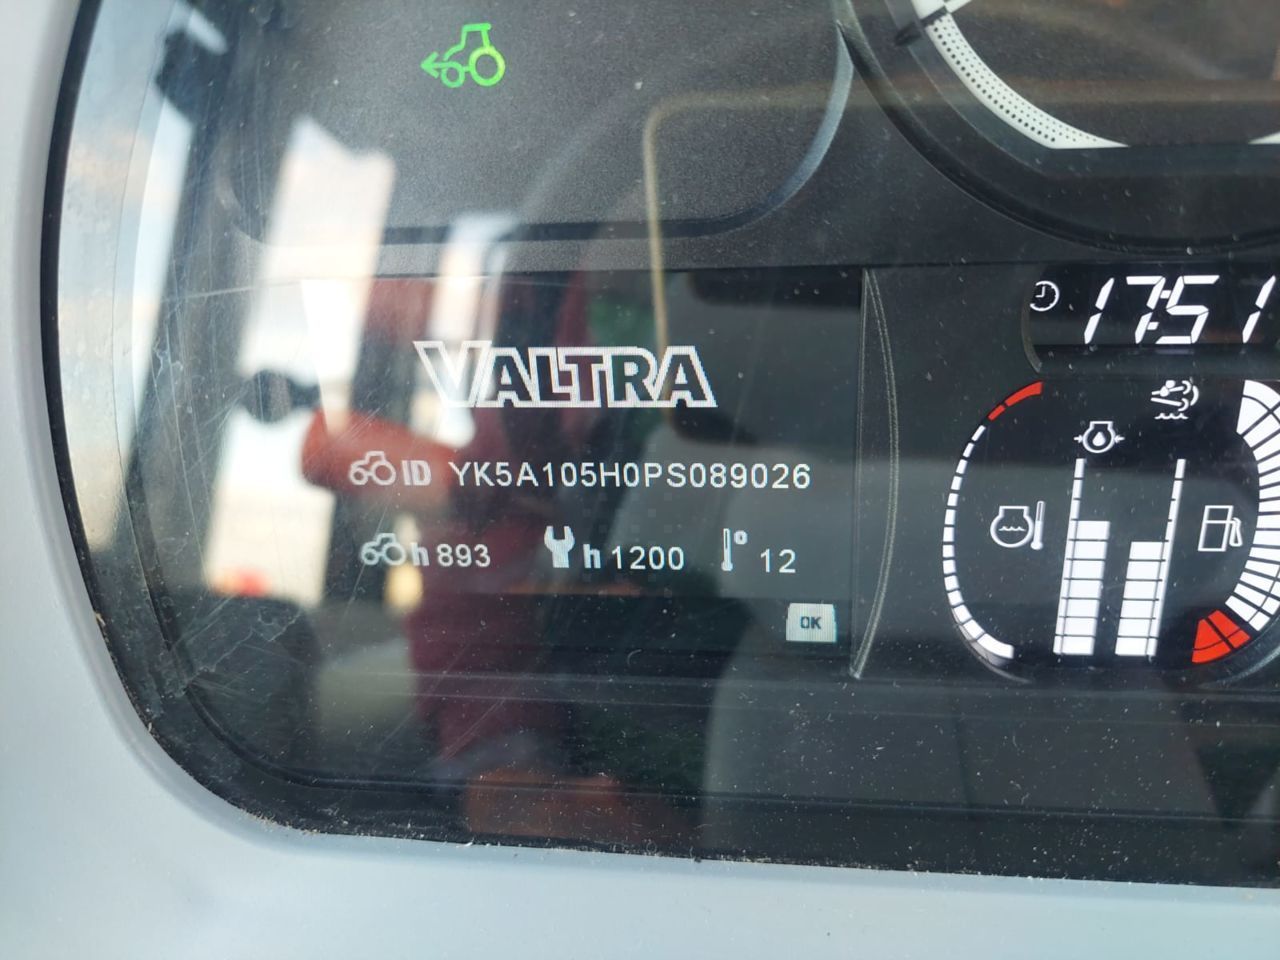 17:51
VALTRA
ID YK5A105H0PS089026
h 893 h 1200 12
OK